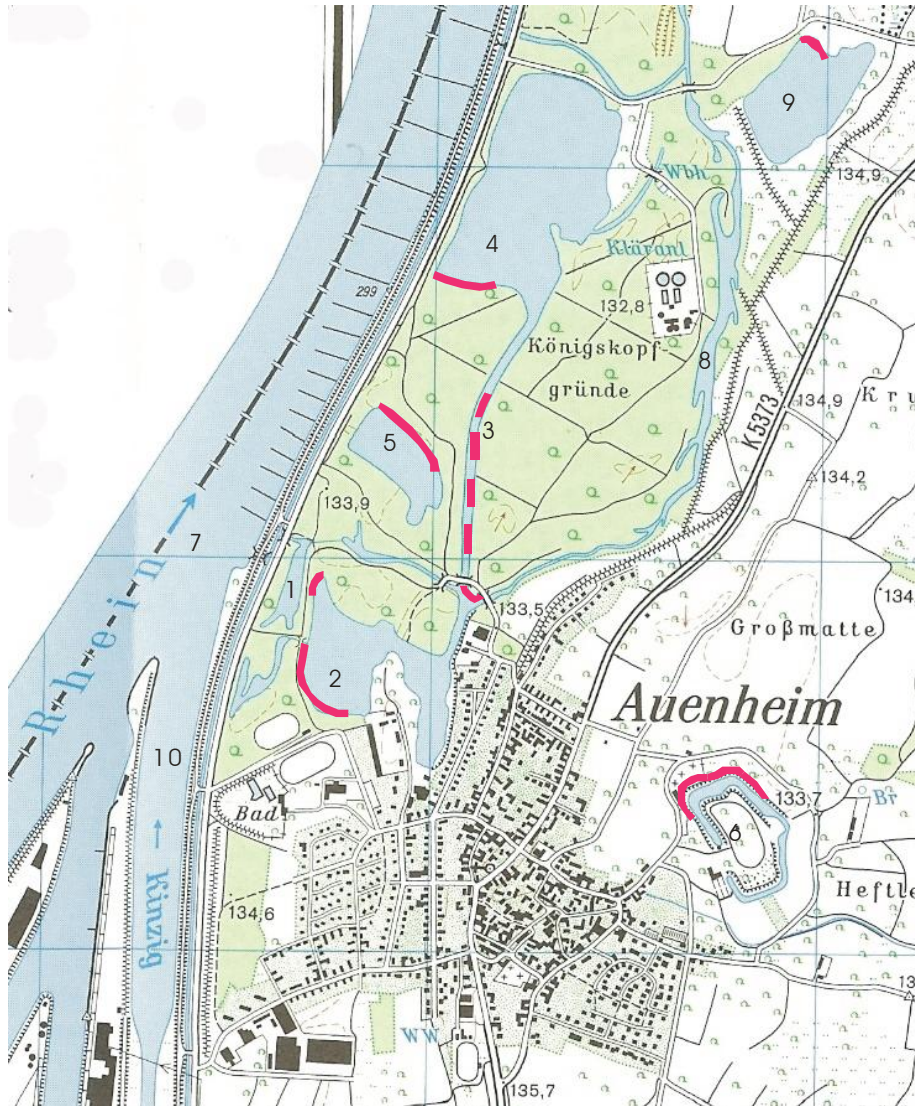 9
Wbh
134,9
4
Kläranl
299
132,8
Königskopf-
gründe
8
K 5373
134,9
K r
3
5
134,2
133,9
7
Rhein
1
133,5
134
Großmatte
2
Auenheim
10
133,7
Br
Bad
6
Kinzig
134,6
Heftle
13
WW
135,7